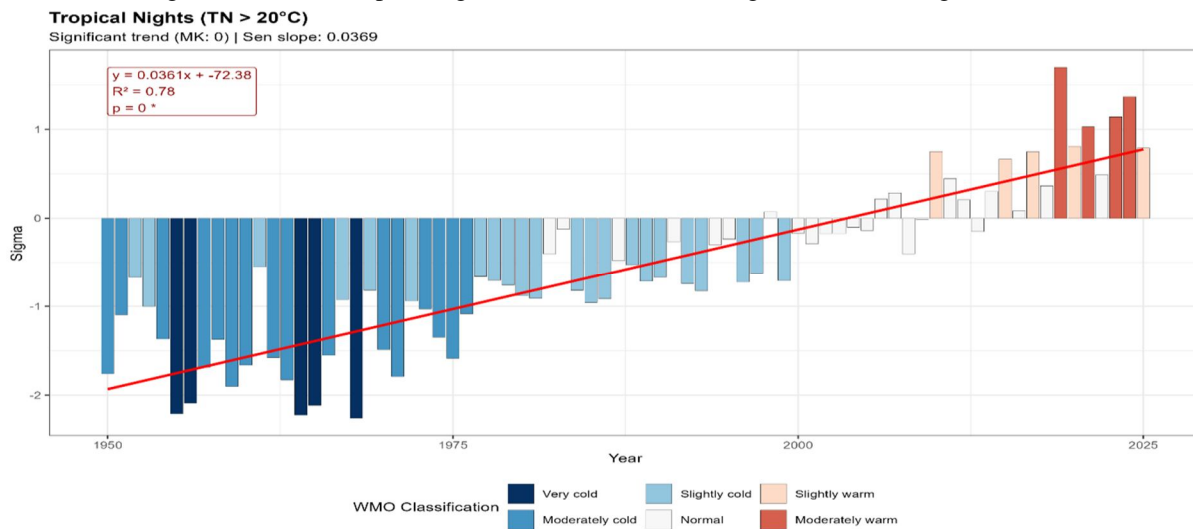 Tropical Nights (TN > 20°C)
Significant trend (MK: 0) | Sen slope: 0.0369
y = 0.0361x + -72.38
R² = 0.78
p = 0 *
1
0
-1
-2
Sigma
1950
1975
2000
2025
Year
WMO Classification
Very cold
Slightly cold
Slightly warm
Moderately cold
Normal
Moderately warm